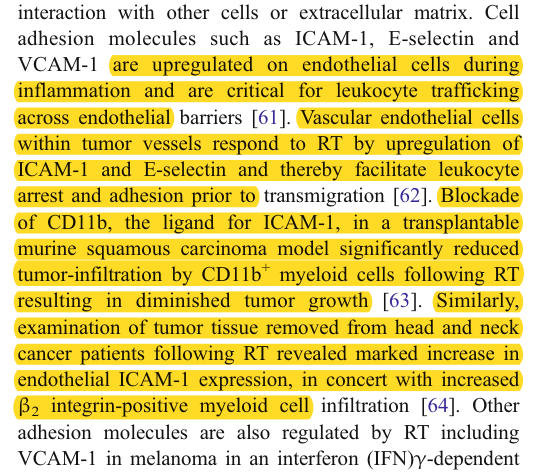 interaction with other cells or extracellular matrix. Cell
adhesion molecules such as ICAM-1, E-selectin and
VCAM-1 are upregulated on endothelial cells during
inflammation and are critical for leukocyte trafficking
across endothelial barriers [61]. Vascular endothelial cells
within tumor vessels respond to RT by upregulation of
ICAM-1 and E-selectin and thereby facilitate leukocyte
arrest and adhesion prior to transmigration [62]. Blockade
of CD11b, the ligand for ICAM-1, in a transplantable
murine squamous carcinoma model significantly reduced
tumor-infiltration by CD11b⁺ myeloid cells following RT
resulting in diminished tumor growth [63]. Similarly,
examination of tumor tissue removed from head and neck
cancer patients following RT revealed marked increase in
endothelial ICAM-1 expression, in concert with increased
β₂ integrin-positive myeloid cell infiltration [64]. Other
adhesion molecules are also regulated by RT including
VCAM-1 in melanoma in an interferon (IFN)γ-dependent